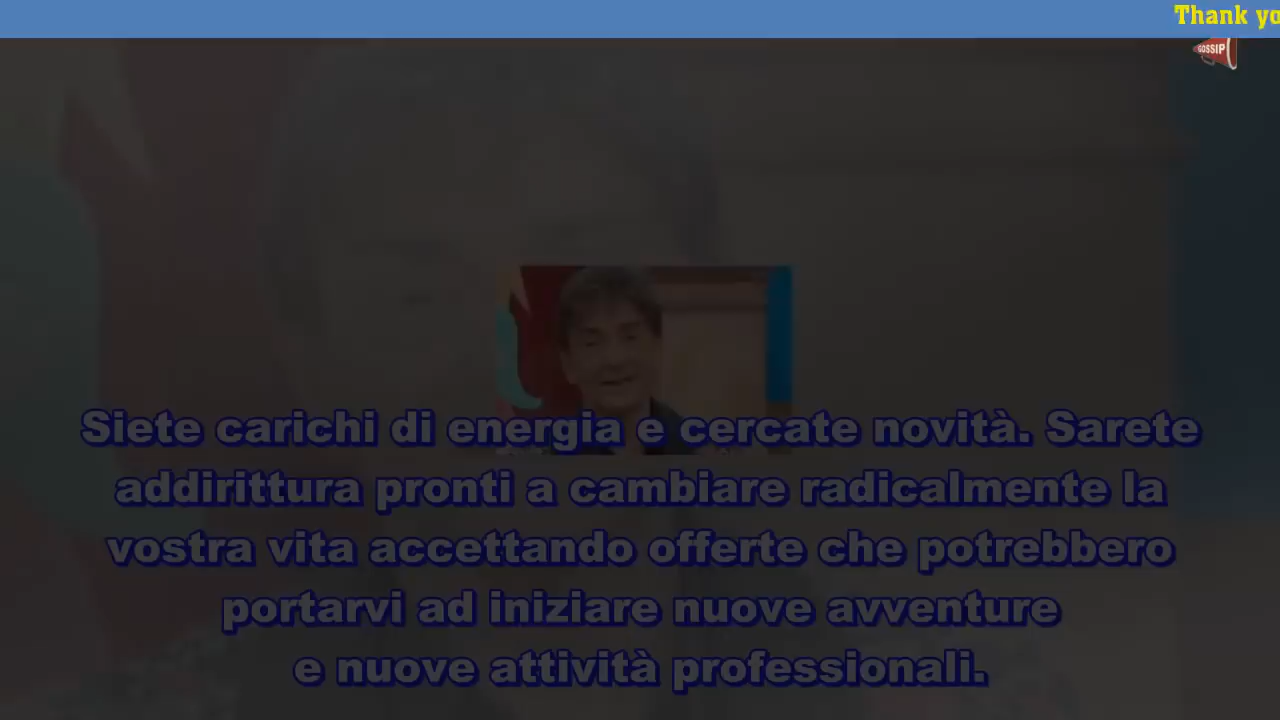 Thank yo
GOSSIP
Siete carichi di energia e cercate novità. Sarete
addirittura pronti a cambiare radicalmente la
vostra vita accettando offerte che potrebbero
portarvi ad iniziare nuove avventure
e nuove attività professionali.